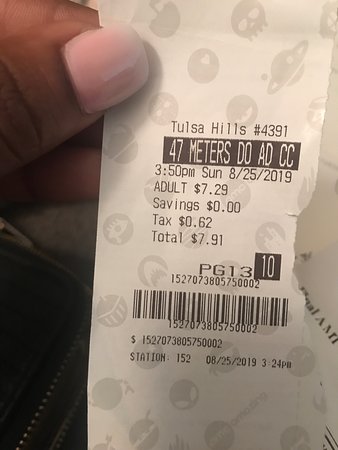 Tulsa Hills #4391
47 METERS DO AD CC
3:50pm Sun 8/25/2019
ADULT $7.29
Savings $0.00
Tax $0.62
Total $7.91
PG13 10
1527073805750002
1527073805750002
$ 1527073805750002
STATION: 152 08/25/2019 3:24pm